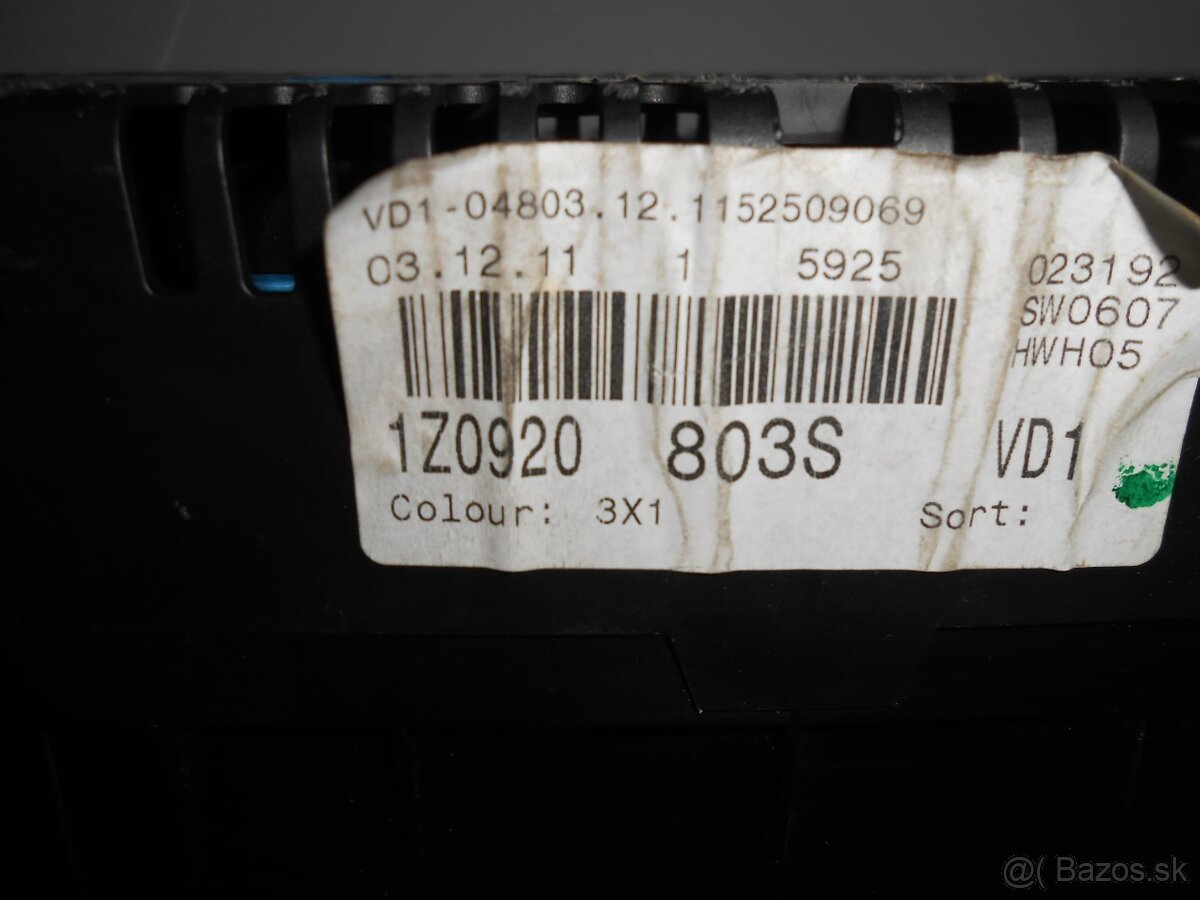 VD1-04803.12.1152509069
03.12.11 1 5925 023192
SW0607
HWH05
1Z0920 803S VD1
Colour: 3X1 Sort:
@( Bazos.sk